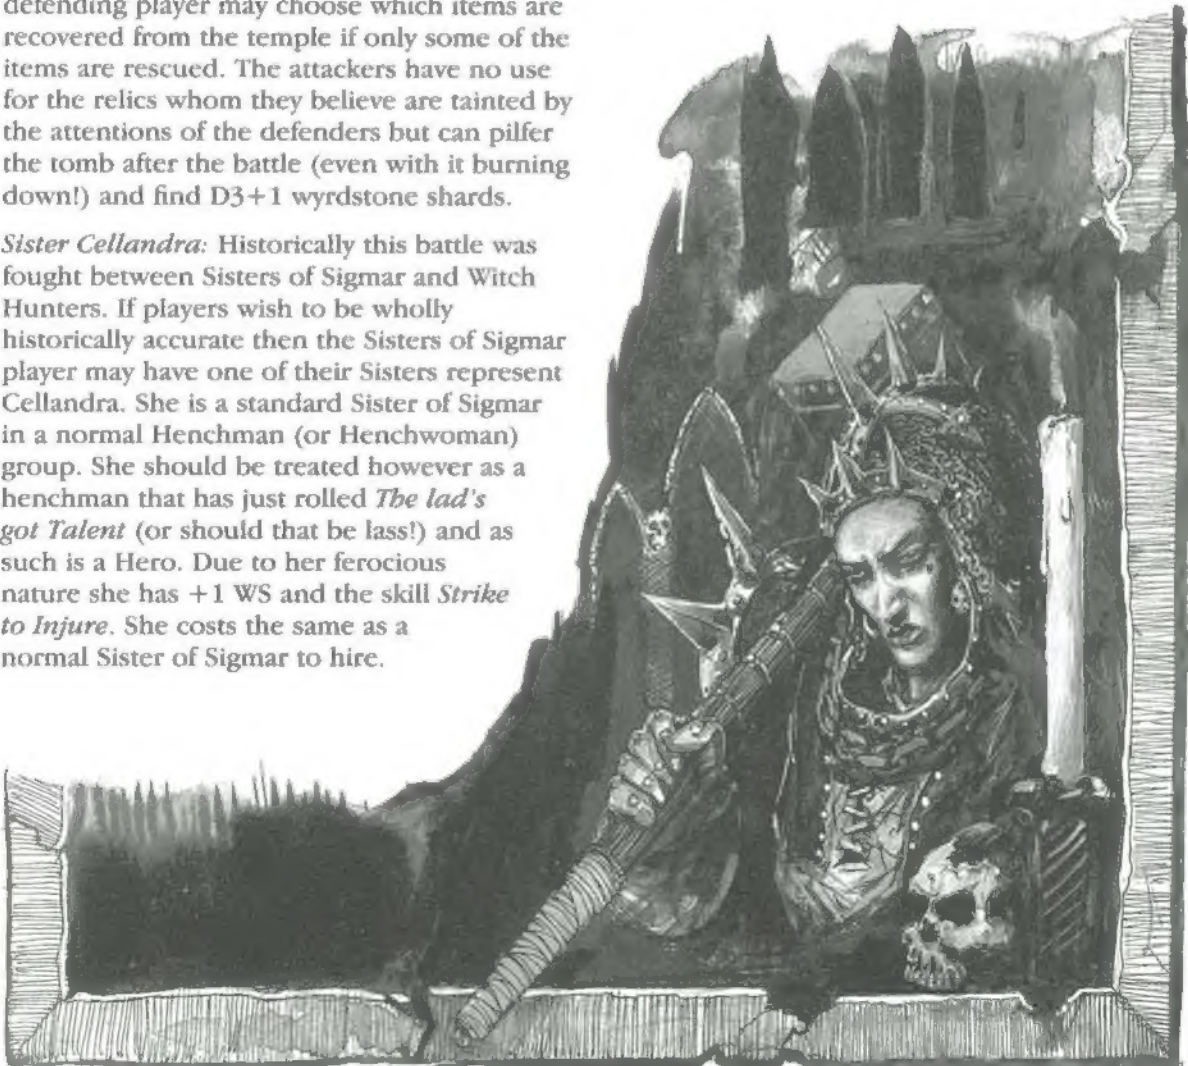 defending player may choose which items are
recovered from the temple if only some of the
items are rescued. The attackers have no use
for the relics whom they believe are tainted by
the attentions of the defenders but can pilfer
the tomb after the battle (even with it burning
down!) and find D3+1 wyrdstone shards.
Sister Cellandra: Historically this battle was
fought between Sisters of Sigmar and Witch
Hunters. If players wish to be wholly
historically accurate then the Sisters of Sigmar
player may have one of their Sisters represent
Cellandra. She is a standard Sister of Sigmar
in a normal Henchman (or Henchwoman)
group. She should be treated however as a
henchman that has just rolled The lad's
got Talent (or should that be lass!) and as
such is a Hero. Due to her ferocious
nature she has +1 WS and the skill Strike
to Injure. She costs the same as a
normal Sister of Sigmar to hire.